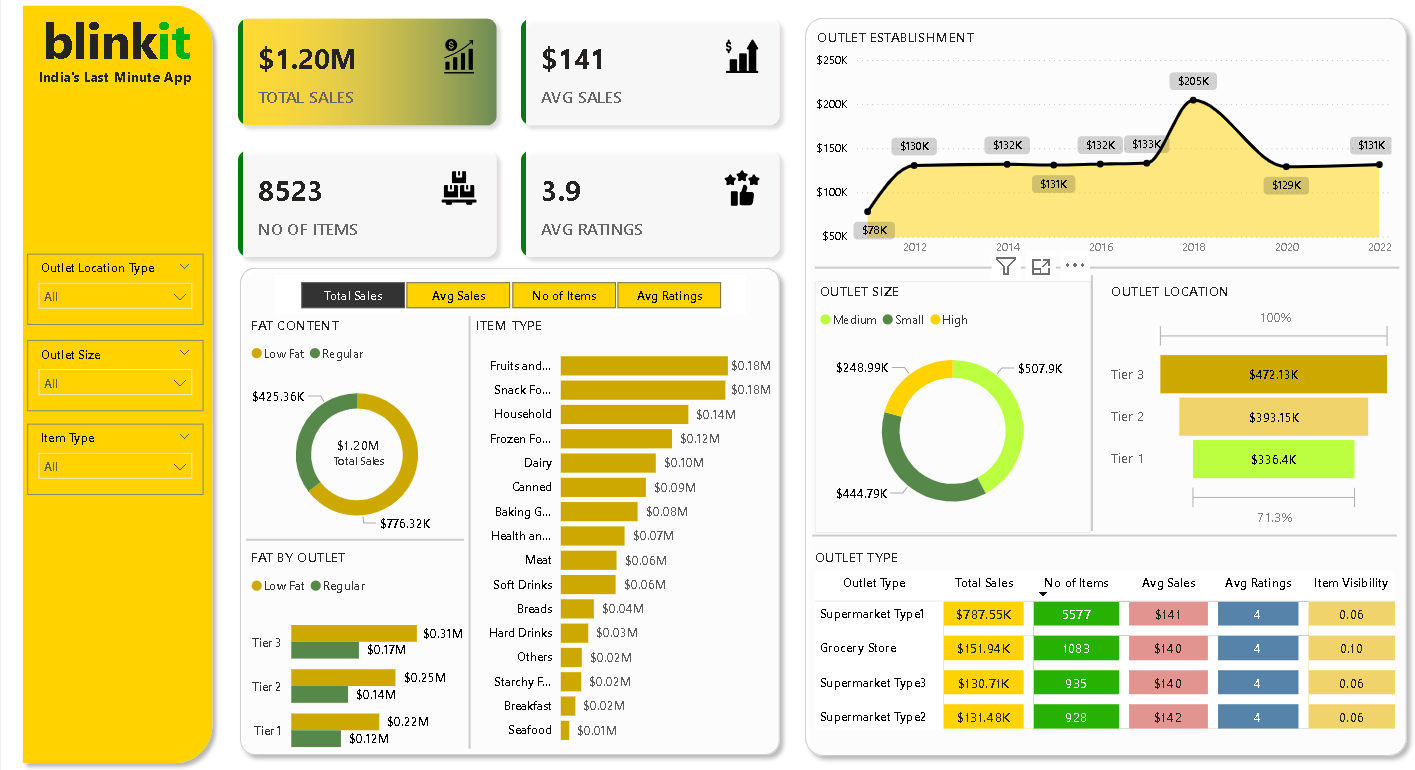 blinkit
India's Last Minute App
Outlet Location Type
All
Outlet Size
All
Item Type
All
$1.20M
TOTAL SALES
$141
AVG SALES
8523
NO OF ITEMS
3.9
AVG RATINGS
Total Sales
Avg Sales
No of Items
Avg Ratings
FAT CONTENT
Low Fat Regular
$425.36K
$1.20M
Total Sales
$776.32K
FAT BY OUTLET
Low Fat Regular
Tier 3 $0.31M
$0.17M
Tier 2 $0.25M
$0.14M
Tier 1 $0.22M
$0.12M
ITEM TYPE
Fruits and... $0.18M
Snack Fo... $0.18M
Household $0.14M
Frozen Fo... $0.12M
Dairy $0.10M
Canned $0.09M
Baking G... $0.08M
Health an... $0.07M
Meat $0.06M
Soft Drinks $0.06M
Breads $0.04M
Hard Drinks $0.03M
Others $0.02M
Starchy F... $0.02M
Breakfast $0.02M
Seafood $0.01M
OUTLET ESTABLISHMENT
$250K
$200K
$150K
$100K
$50K
$78K
$130K
$132K
$131K
$132K
$133K
$205K
$129K
$131K
2012 2014 2016 2018 2020 2022
OUTLET SIZE
Medium Small High
$248.99K
$507.9K
$444.79K
OUTLET LOCATION
100%
Tier 3 $472.13K
Tier 2 $393.15K
Tier 1 $336.4K
71.3%
OUTLET TYPE
Outlet Type Total Sales No of Items Avg Sales Avg Ratings Item Visibility
Supermarket Type1 $787.55K 5577 $141 4 0.06
Grocery Store $151.94K 1083 $140 4 0.10
Supermarket Type3 $130.71K 935 $140 4 0.06
Supermarket Type2 $131.48K 928 $142 4 0.06